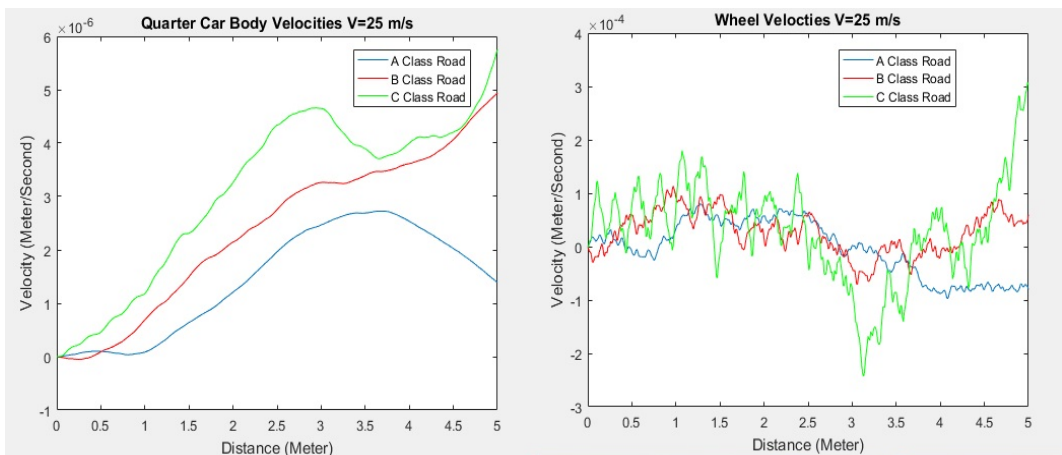 Quarter Car Body Velocities V=25 m/s
×10⁻⁶
6
5
4
3
2
1
0
-1
Velocity (Meter/Second)
A Class Road
B Class Road
C Class Road
0 0.5 1 1.5 2 2.5 3 3.5 4 4.5 5
Distance (Meter)
Wheel Velocties V=25 m/s
×10⁻⁴
4
3
2
1
0
-1
-2
-3
Velocity (Meter/Second)
A Class Road
B Class Road
C Class Road
0 0.5 1 1.5 2 2.5 3 3.5 4 4.5 5
Distance (Meter)